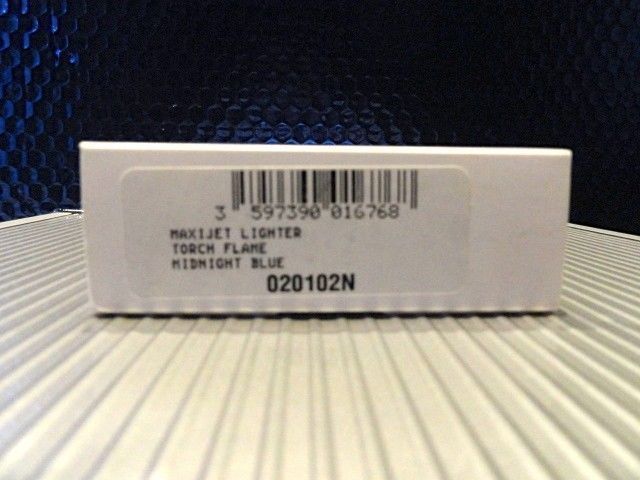 3 597390 016768
MAXIJET LIGHTER
TORCH FLAME
MIDNIGHT BLUE
020102N